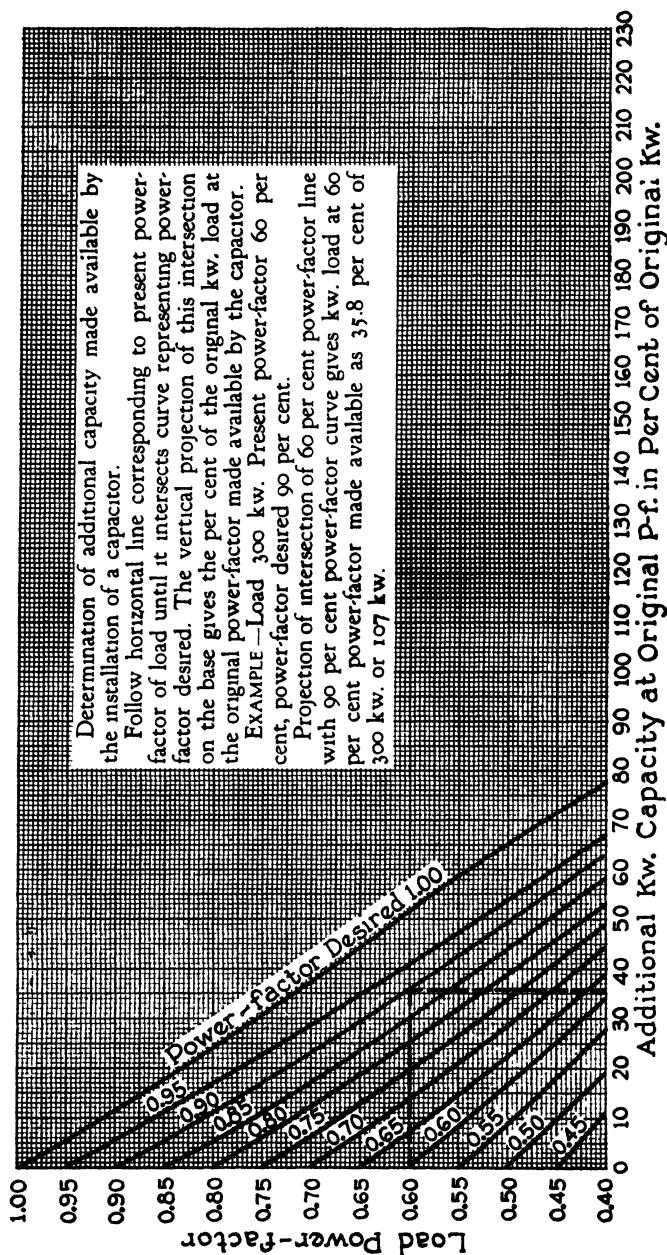 Determination of additional capacity made available by
the installation of a capacitor.
Follow horizontal line corresponding to present power-
factor of load until it intersects curve representing power-
factor desired. The vertical projection of this intersection
on the base gives the per cent of the original kw. load at
the original power-factor made available by the capacitor.
EXAMPLE—Load 300 kw. Present power-factor 60 per
cent, power-factor desired 90 per cent.
Projection of intersection of 60 per cent power-factor line
with 90 per cent power-factor curve gives kw. load at 60
per cent power-factor made available as 35.8 per cent of
300 kw. or 107 kw.
Power-factor Desired 1.00
0.95
0.90
0.85
0.80
0.75
0.70
0.65
0.60
0.55
0.50
0.45
Load Power-factor
1.00
0.95
0.90
0.85
0.80
0.75
0.70
0.65
0.60
0.55
0.50
0.45
0.40
0 10 20 30 40 50 60 70 80 90 100 110 120 130 140 150 160 170 180 190 200 210 220 230
Additional Kw. Capacity at Original P-f. in Per Cent of Original Kw.